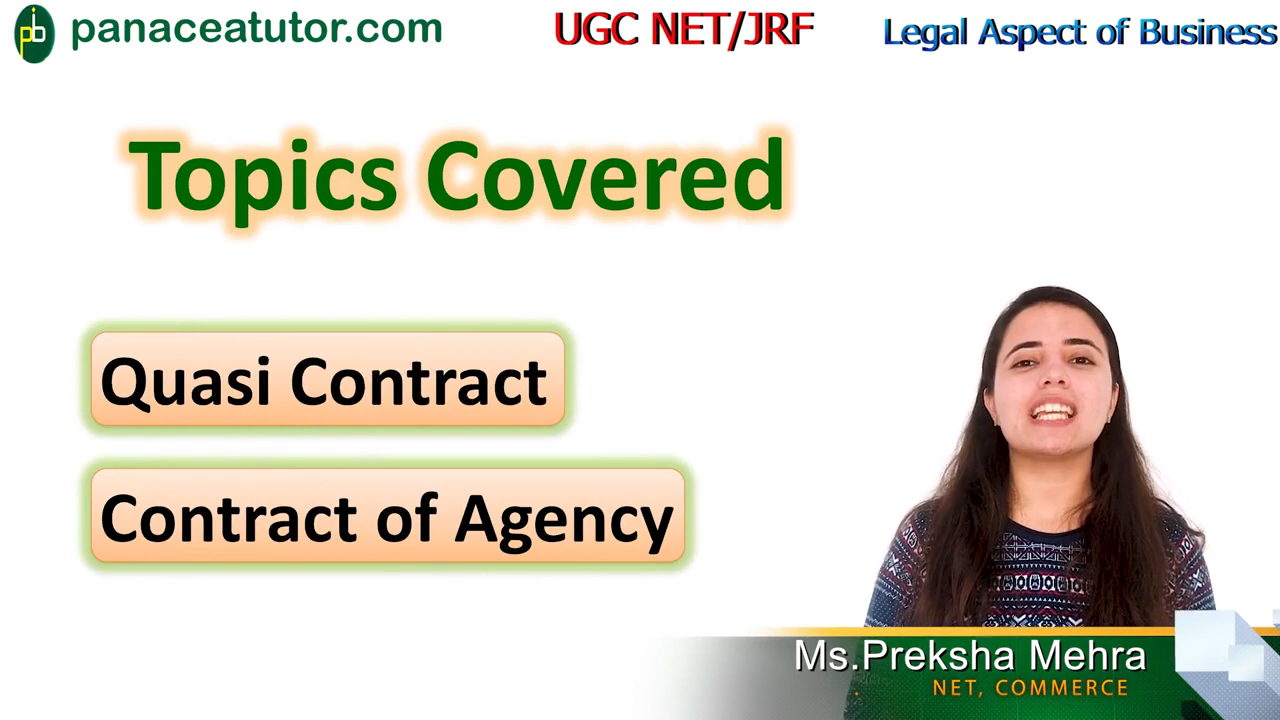 pb panaceatutor.com
UGC NET/JRF
Legal Aspect of Business
Topics Covered
Quasi Contract
Contract of Agency
Ms.Preksha Mehra
NET, COMMERCE